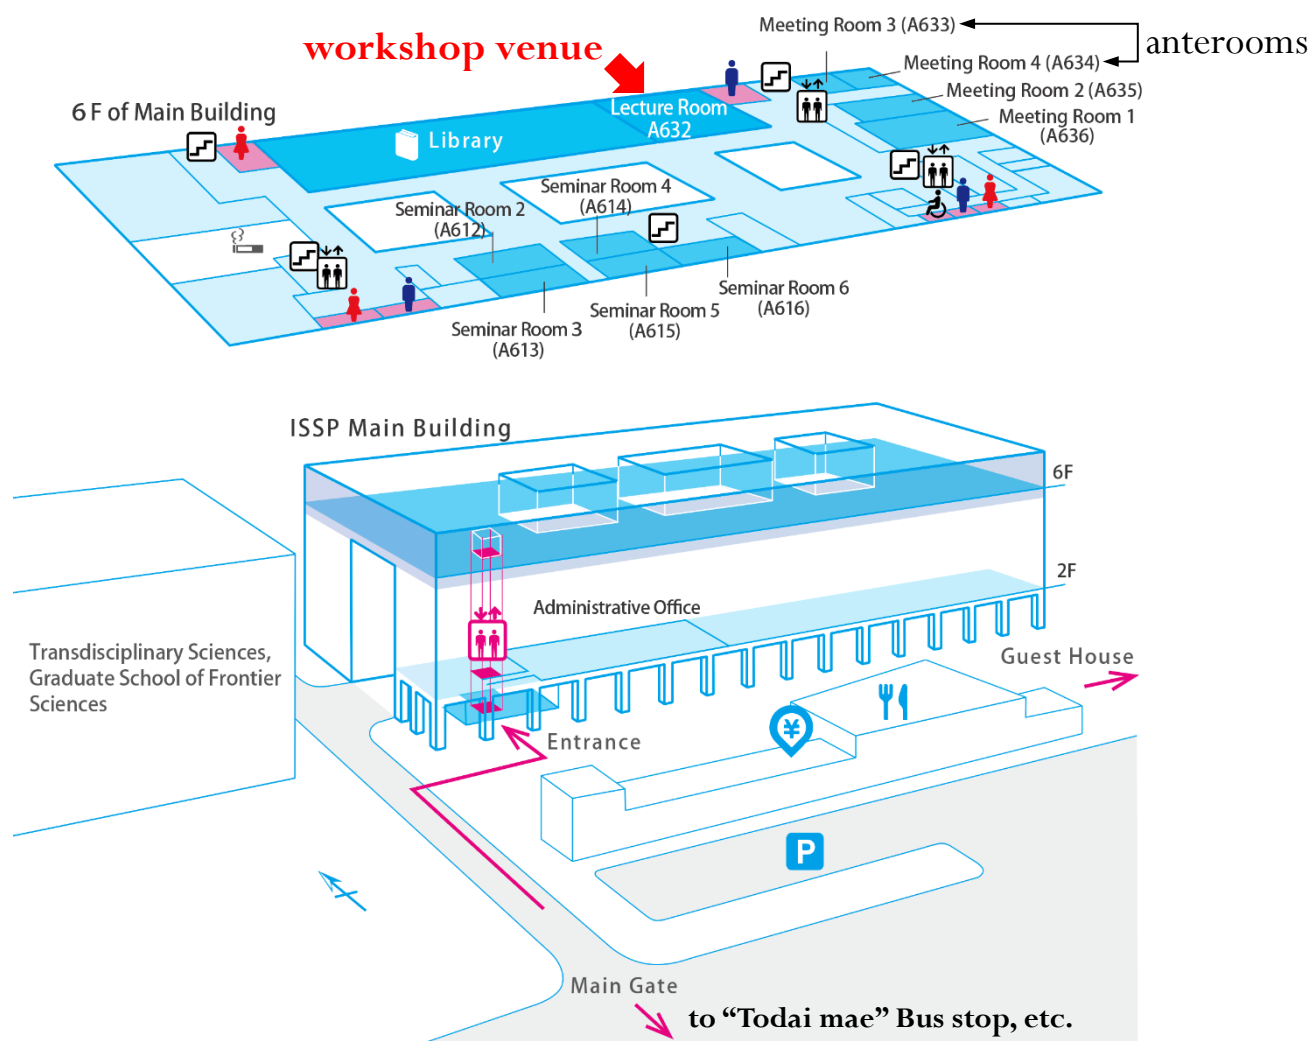 workshop venue
Meeting Room 3 (A633)
anterooms
Meeting Room 4 (A634)
Meeting Room 2 (A635)
Meeting Room 1
(A636)
6 F of Main Building
Lecture Room
A632
Library
Seminar Room 4
(A614)
Seminar Room 2
(A612)
Seminar Room 6
(A616)
Seminar Room 5
(A615)
Seminar Room 3
(A613)
ISSP Main Building
6F
2F
Administrative Office
Transdisciplinary Sciences,
Graduate School of Frontier
Sciences
Guest House
¥
Entrance
P
Main Gate
to “Todai mae” Bus stop, etc.